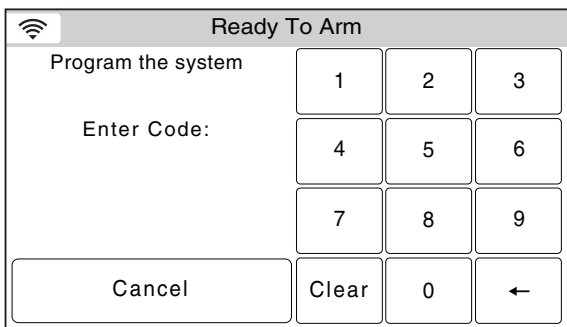 Ready To Arm
Program the system
Enter Code:
1 2 3
4 5 6
7 8 9
Cancel Clear 0 ←